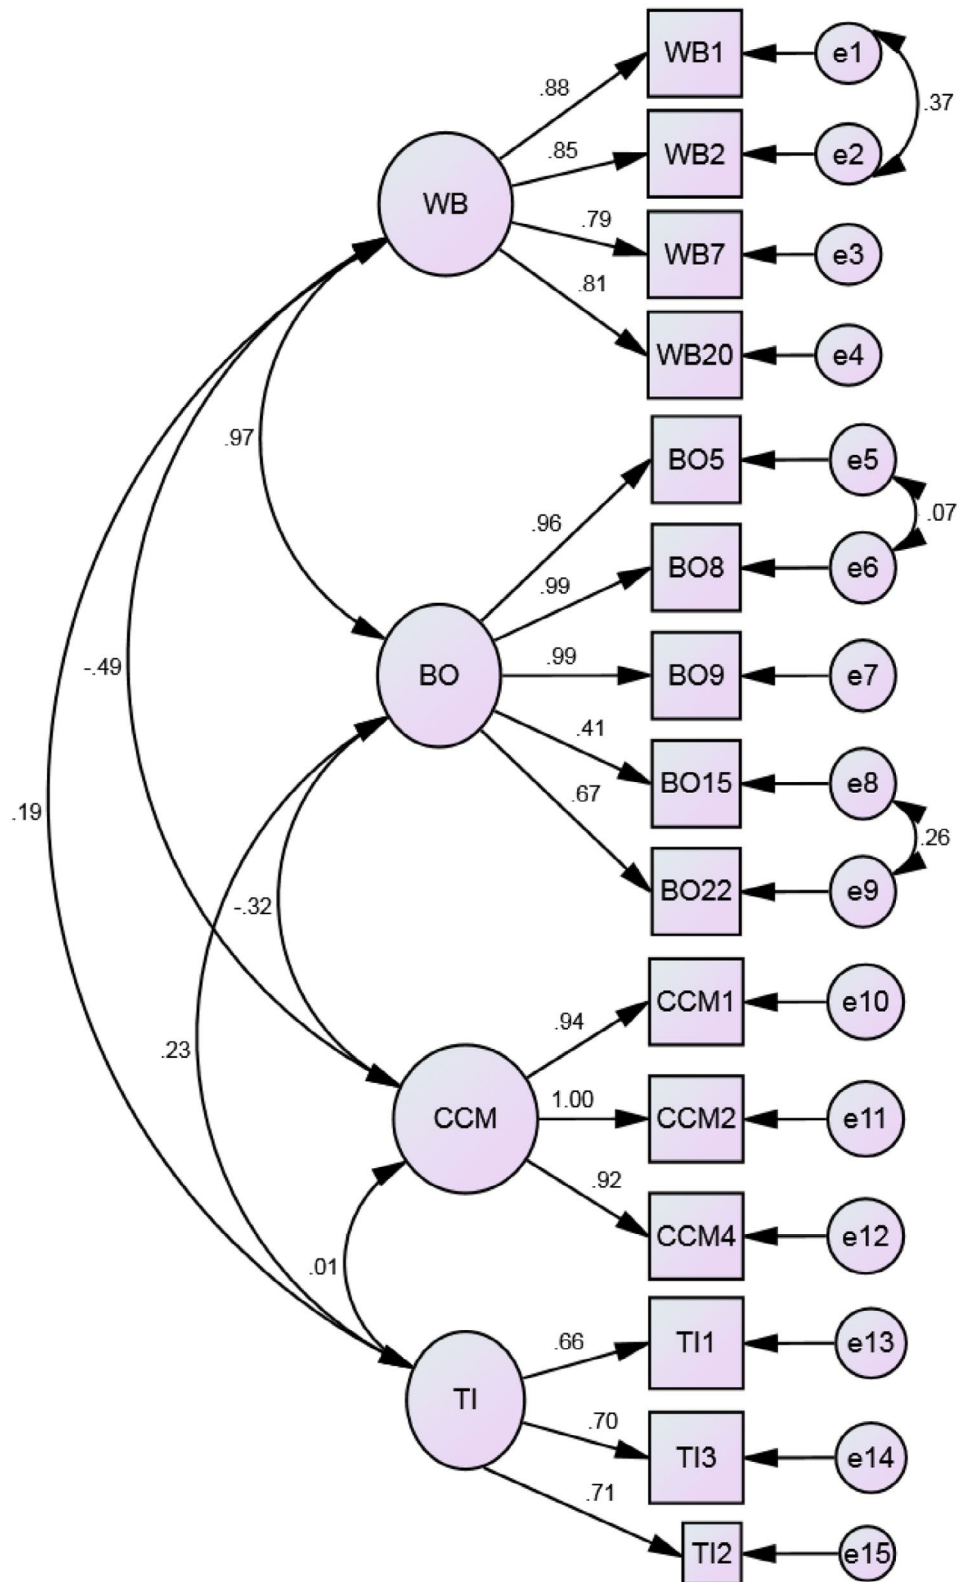 WB1
e1
.88
.37
.85
WB2
e2
WB
.79
WB7
e3
.81
WB20
e4
.97
BO5
e5
.96
.07
BO8
e6
.99
-.49
BO
.99
BO9
e7
.41
BO15
e8
.19
.67
.26
BO22
e9
-.32
CCM1
e10
.94
.23
CCM
1.00
CCM2
e11
.92
CCM4
e12
.01
TI1
e13
.66
TI
.70
TI3
e14
.71
TI2
e15